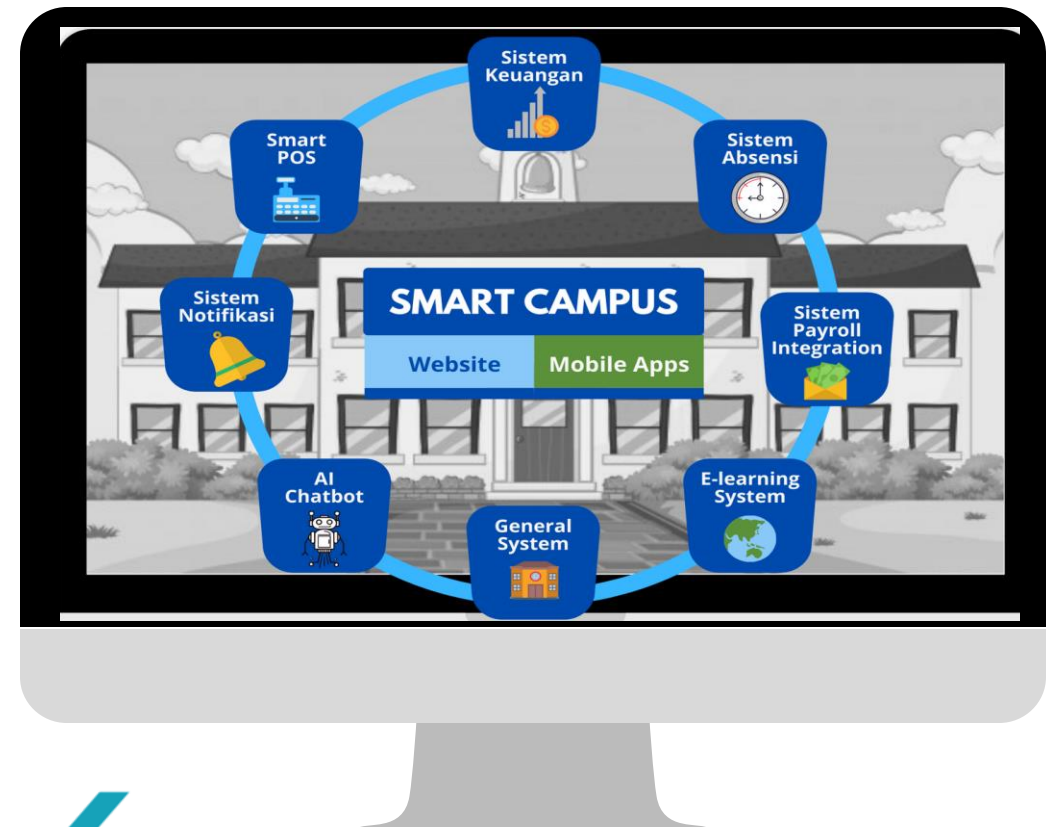 Sistem
Keuangan
Smart
POS
Sistem
Absensi
Sistem
Notifikasi
SMART CAMPUS
Website
Mobile Apps
Sistem
Payroll
Integration
AI
Chatbot
E-learning
System
General
System